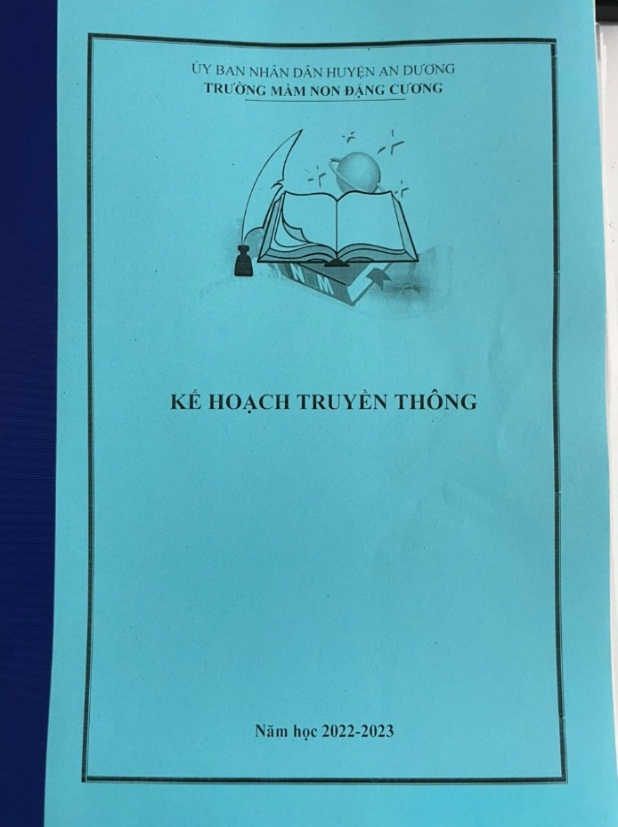 ỦY BAN NHÂN DÂN HUYỆN AN DƯƠNG
TRƯỜNG MẦM NON ĐẶNG CƯƠNG
KẾ HOẠCH TRUYỀN THÔNG
Năm học 2022-2023